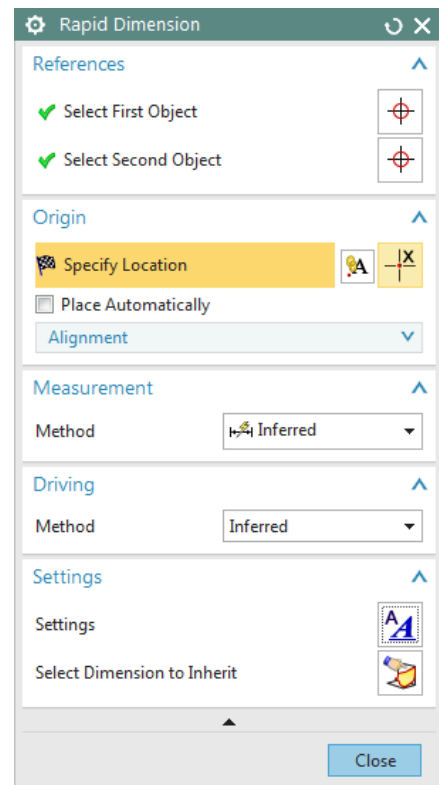 Rapid Dimension
References
Select First Object
Select Second Object
Origin
Specify Location
A
X
Place Automatically
Alignment
Measurement
Method Inferred
Driving
Method Inferred
Settings
Settings
A A
Select Dimension to Inherit
Close